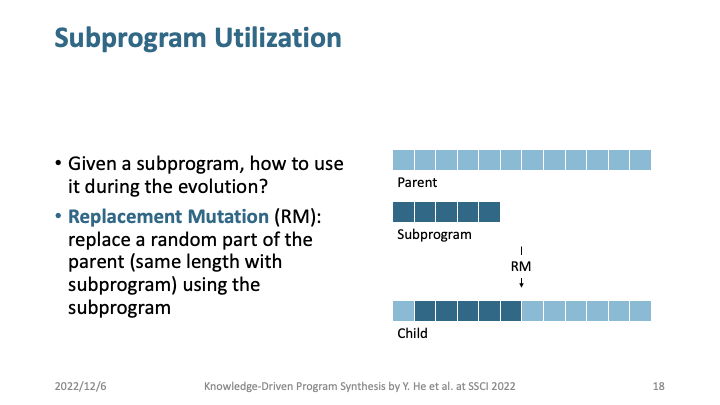 Subprogram Utilization
• Given a subprogram, how to use
it during the evolution?
• Replacement Mutation (RM):
replace a random part of the
parent (same length with
subprogram) using the
subprogram
Parent
Subprogram
RM
Child
2022/12/6
Knowledge-Driven Program Synthesis by Y. He et al. at SSCI 2022
18